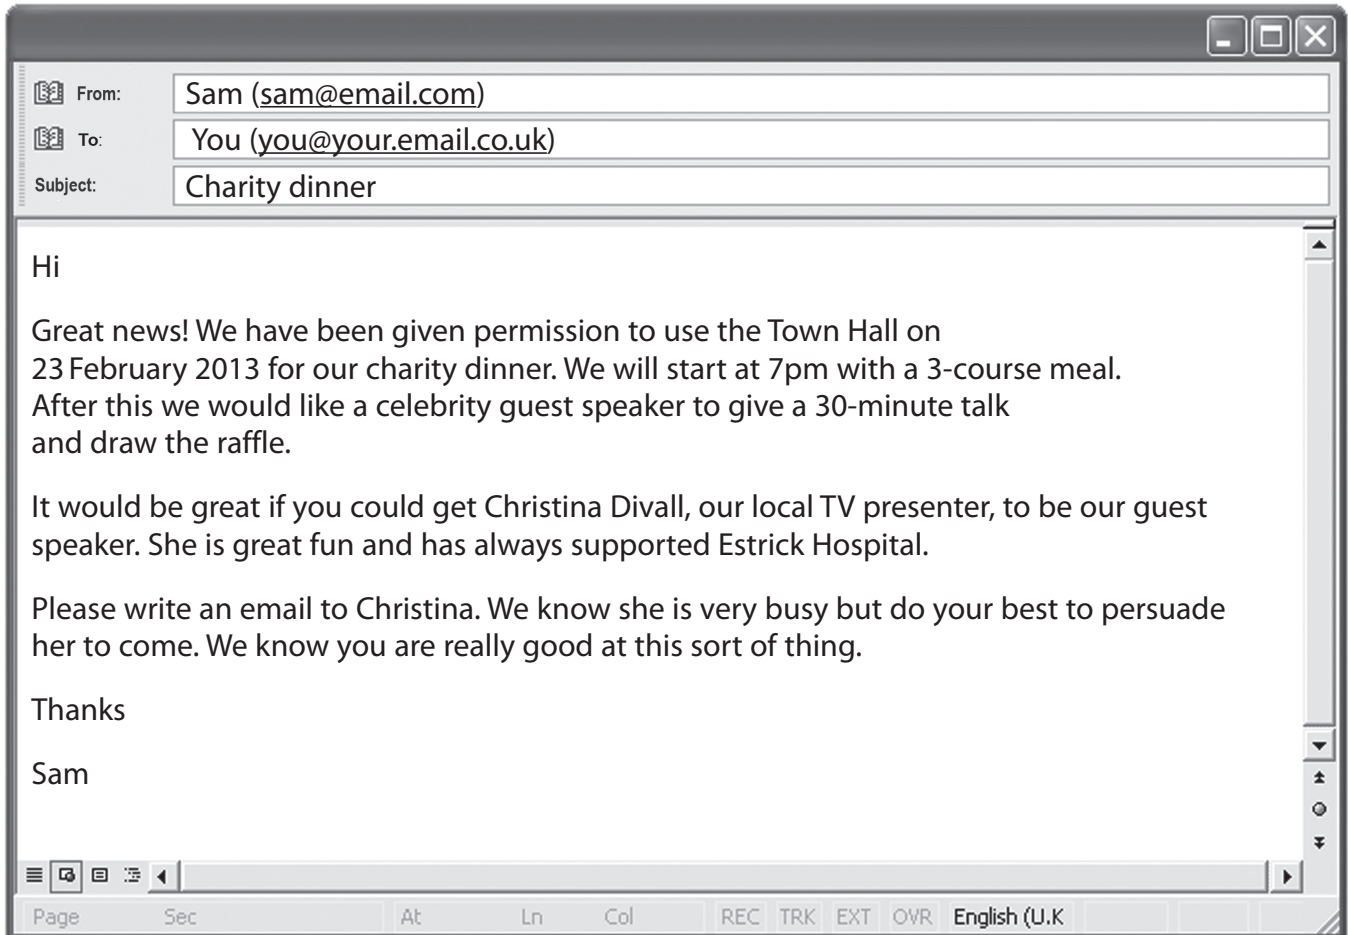 From: Sam (sam@email.com)
To: You (you@your.email.co.uk)
Subject: Charity dinner
Hi
Great news! We have been given permission to use the Town Hall on
23 February 2013 for our charity dinner. We will start at 7pm with a 3-course meal.
After this we would like a celebrity guest speaker to give a 30-minute talk
and draw the raffle.
It would be great if you could get Christina Divall, our local TV presenter, to be our guest
speaker. She is great fun and has always supported Estrick Hospital.
Please write an email to Christina. We know she is very busy but do your best to persuade
her to come. We know you are really good at this sort of thing.
Thanks
Sam
Page Sec At Ln Col REC TRK EXT OVR English (U.K